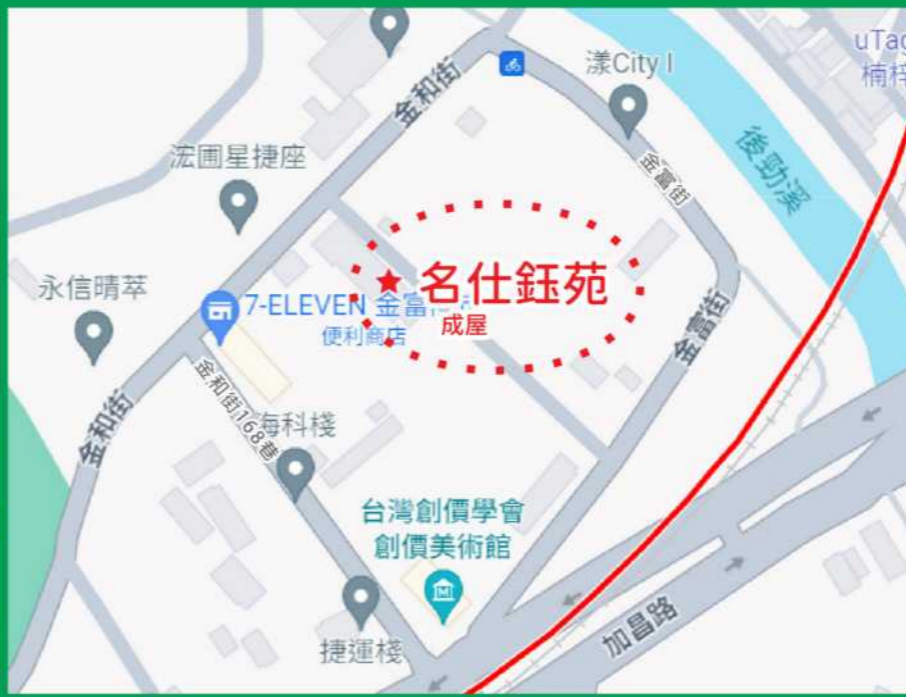 uTag
楠梓
漾City I
金和街
後勁溪
浤圃星捷座
金富街
永信晴萃
名仕鈺苑
成屋
7-ELEVEN 金富
便利商店
金富街
金和街
金和街168巷
海科棧
台灣創價學會
創價美術館
捷運棧
加昌路